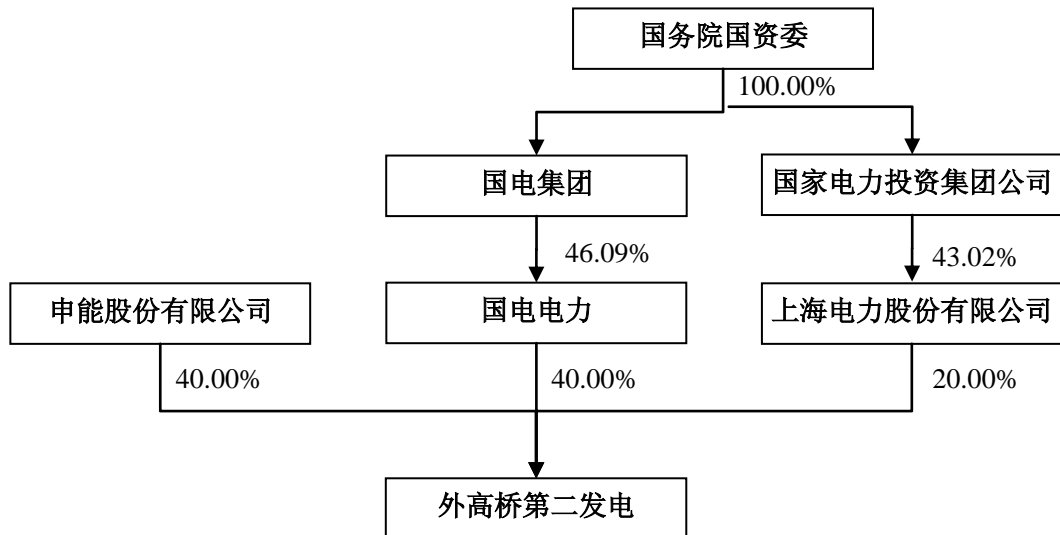 国务院国资委
100.00%
国电集团
国家电力投资集团公司
46.09%
43.02%
申能股份有限公司
国电电力
上海电力股份有限公司
40.00%
40.00%
20.00%
外高桥第二发电